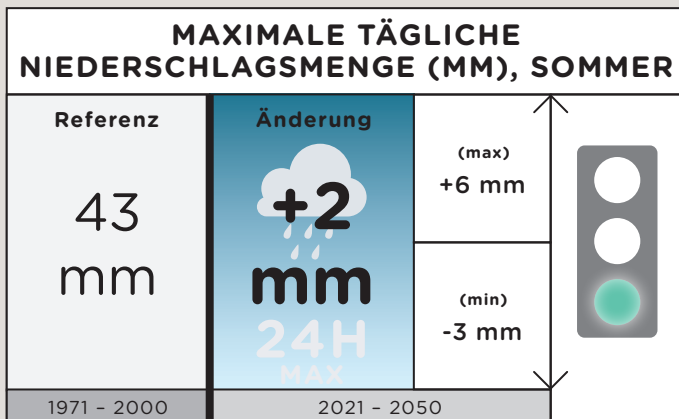 MAXIMALE TÄGLICHE
NIEDERSCHLAGSMENGE (MM), SOMMER
Referenz
43
mm
1971 – 2000
Änderung
+2
mm
24H
MAX
(max)
+6 mm
(min)
-3 mm
2021 – 2050